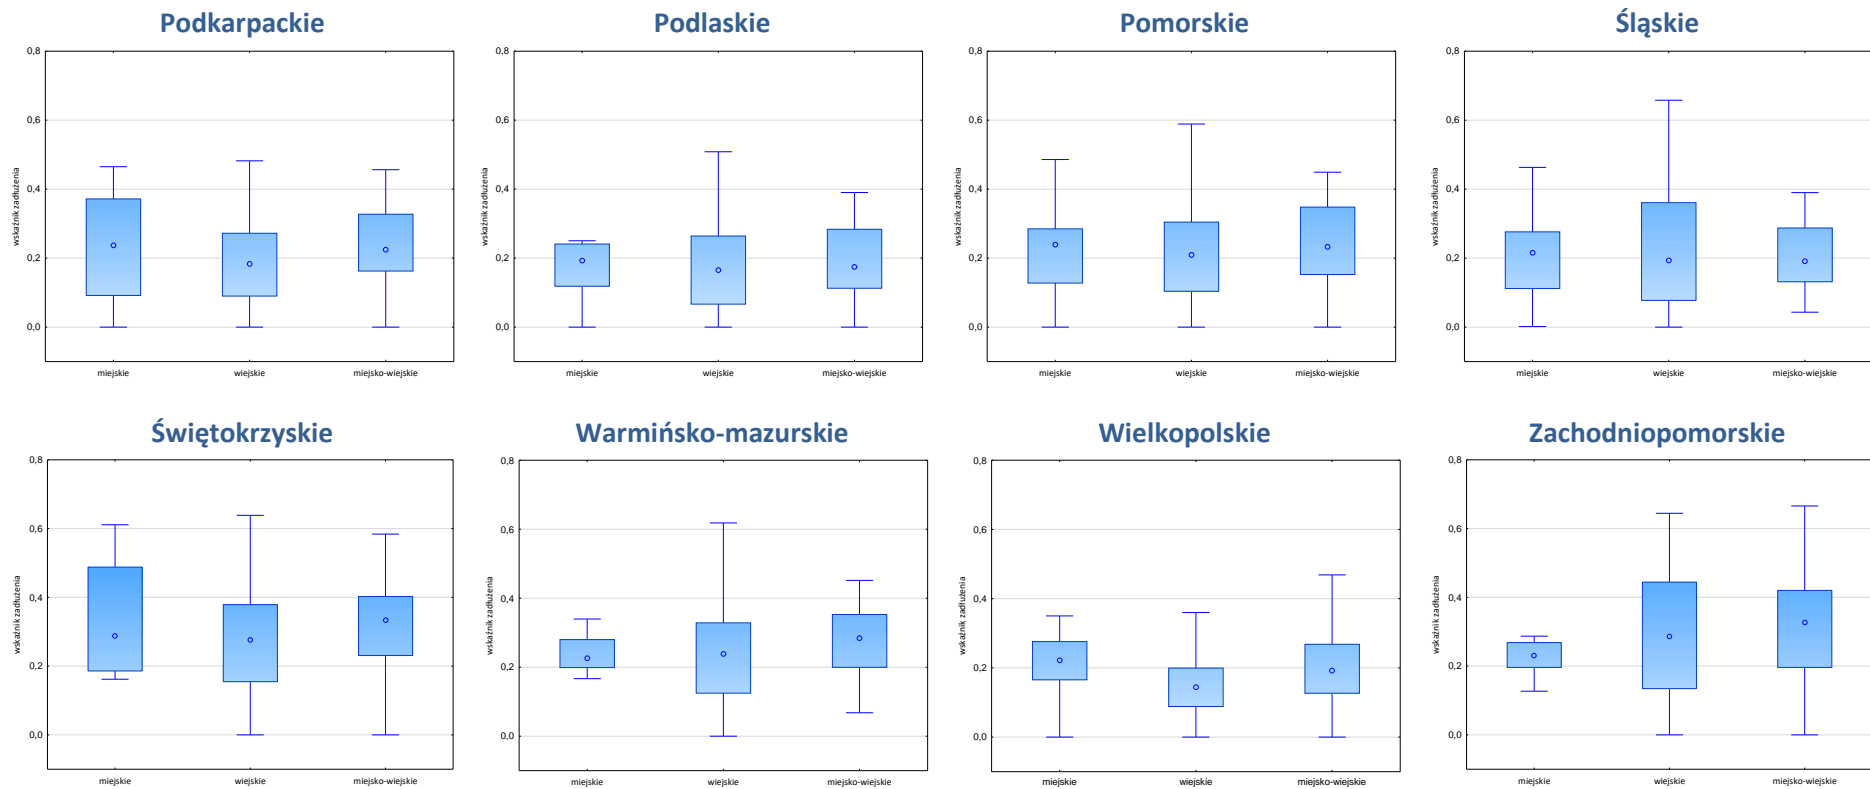 Podkarpackie
Podlaskie
Pomorskie
Śląskie
0,8
0,6
0,4
0,2
0,0
wskaźnik zadłużenia
miejskie
wiejskie
miejsko-wiejskie
0,8
0,6
0,4
0,2
0,0
wskaźnik zadłużenia
miejskie
wiejskie
miejsko-wiejskie
0,8
0,6
0,4
0,2
0,0
wskaźnik zadłużenia
miejskie
wiejskie
miejsko-wiejskie
0,8
0,6
0,4
0,2
0,0
wskaźnik zadłużenia
miejskie
wiejskie
miejsko-wiejskie
Świętokrzyskie
Warmińsko-mazurskie
Wielkopolskie
Zachodniopomorskie
0,8
0,6
0,4
0,2
0,0
wskaźnik zadłużenia
miejskie
wiejskie
miejsko-wiejskie
0,8
0,6
0,4
0,2
0,0
wskaźnik zadłużenia
miejskie
wiejskie
miejsko-wiejskie
0,8
0,6
0,4
0,2
0,0
wskaźnik zadłużenia
miejskie
wiejskie
miejsko-wiejskie
0,8
0,6
0,4
0,2
0,0
wskaźnik zadłużenia
miejskie
wiejskie
miejsko-wiejskie